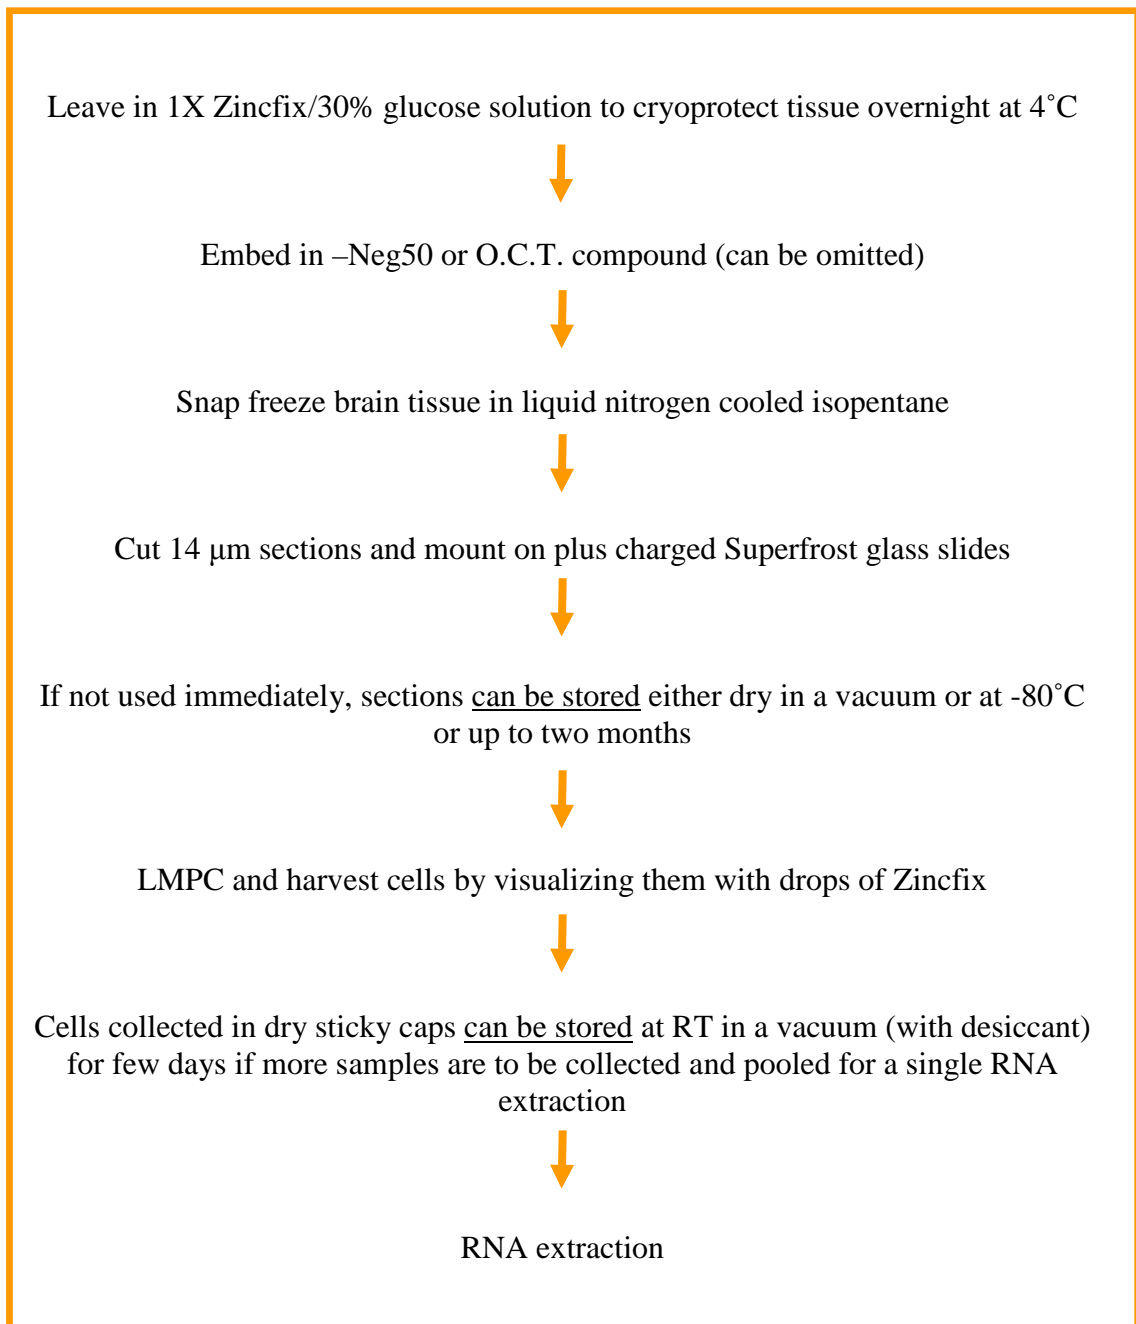 Leave in 1X Zincfix/30% glucose solution to cryoprotect tissue overnight at 4˚C
Embed in –Neg50 or O.C.T. compound (can be omitted)
Snap freeze brain tissue in liquid nitrogen cooled isopentane
Cut 14 μm sections and mount on plus charged Superfrost glass slides
If not used immediately, sections can be stored either dry in a vacuum or at -80˚C
or up to two months
LMPC and harvest cells by visualizing them with drops of Zincfix
Cells collected in dry sticky caps can be stored at RT in a vacuum (with desiccant)
for few days if more samples are to be collected and pooled for a single RNA
extraction
RNA extraction